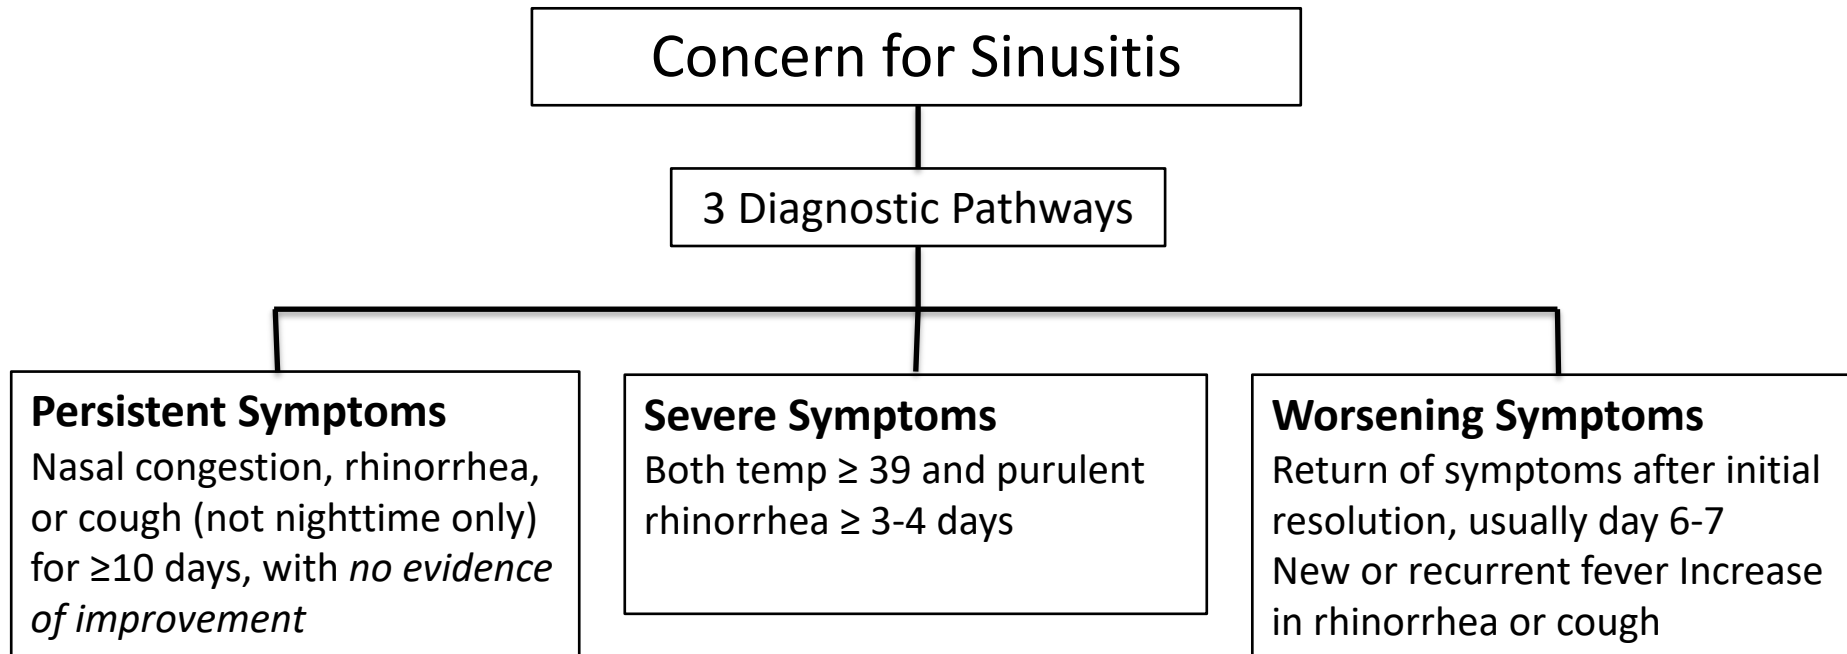 Concern for Sinusitis
3 Diagnostic Pathways
Persistent Symptoms
Nasal congestion, rhinorrhea,
or cough (not nighttime only)
for ≥10 days, with no evidence
of improvement
Severe Symptoms
Both temp ≥ 39 and purulent
rhinorrhea ≥ 3-4 days
Worsening Symptoms
Return of symptoms after initial
resolution, usually day 6-7
New or recurrent fever Increase
in rhinorrhea or cough